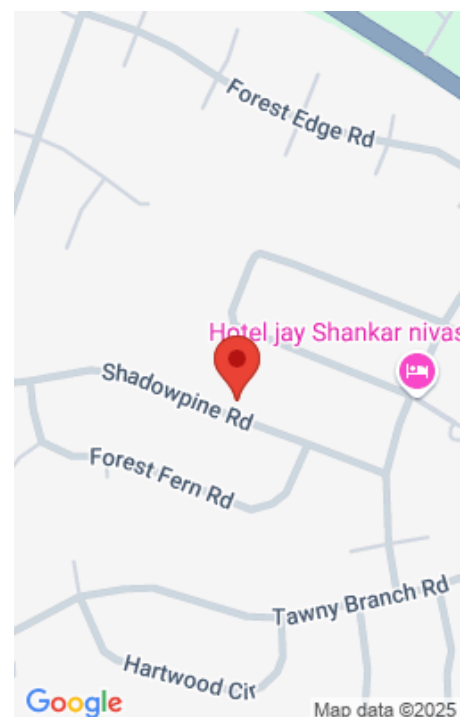 Forest Edge Rd
Hotel jay Shankar nivas
Shadowpine Rd
Forest Fern Rd
Tawny Branch Rd
Hartwood Cir
Google
Map data ©2025